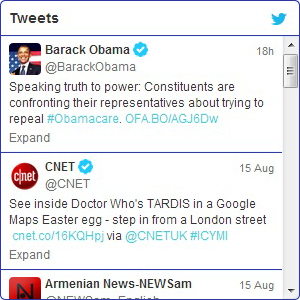 Tweets
Barack Obama 18h
@BarackObama
Speaking truth to power: Constituents are
confronting their representatives about trying to
repeal #Obamacare. OFA.BO/AGJ6Dw
Expand
c|net
CNET 15 Aug
@CNET
See inside Doctor Who's TARDIS in a Google
Maps Easter egg - step in from a London street
cnet.co/16KQHpj via @CNETUK #ICYMI
Expand
Armenian News-NEWSam 15 Aug
@NEWSam_English